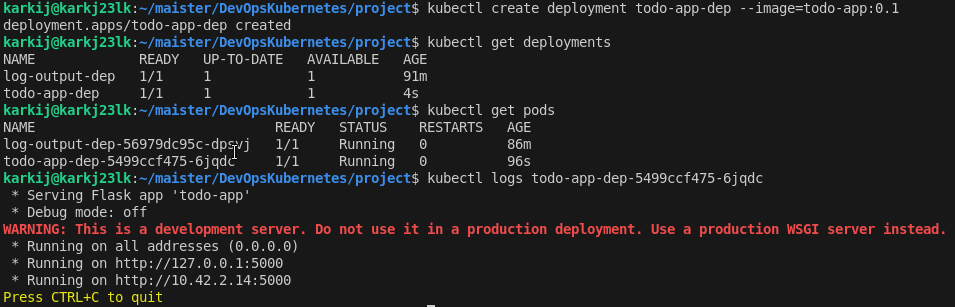 karkij@karkj23lk:~/maister/DevOpsKubernetes/project$ kubectl create deployment todo-app-dep --image=todo-app:0.1
deployment.apps/todo-app-dep created
karkij@karkj23lk:~/maister/DevOpsKubernetes/project$ kubectl get deployments
NAME READY UP-TO-DATE AVAILABLE AGE
log-output-dep 1/1 1 1 91m
todo-app-dep 1/1 1 1 4s
karkij@karkj23lk:~/maister/DevOpsKubernetes/project$ kubectl get pods
NAME READY STATUS RESTARTS AGE
log-output-dep-56979dc95c-dpsvj 1/1 Running 0 86m
todo-app-dep-5499ccf475-6jqdc 1/1 Running 0 96s
karkij@karkj23lk:~/maister/DevOpsKubernetes/project$ kubectl logs todo-app-dep-5499ccf475-6jqdc
* Serving Flask app 'todo-app'
* Debug mode: off
WARNING: This is a development server. Do not use it in a production deployment. Use a production WSGI server instead.
* Running on all addresses (0.0.0.0)
* Running on http://127.0.0.1:5000
* Running on http://10.42.2.14:5000
Press CTRL+C to quit